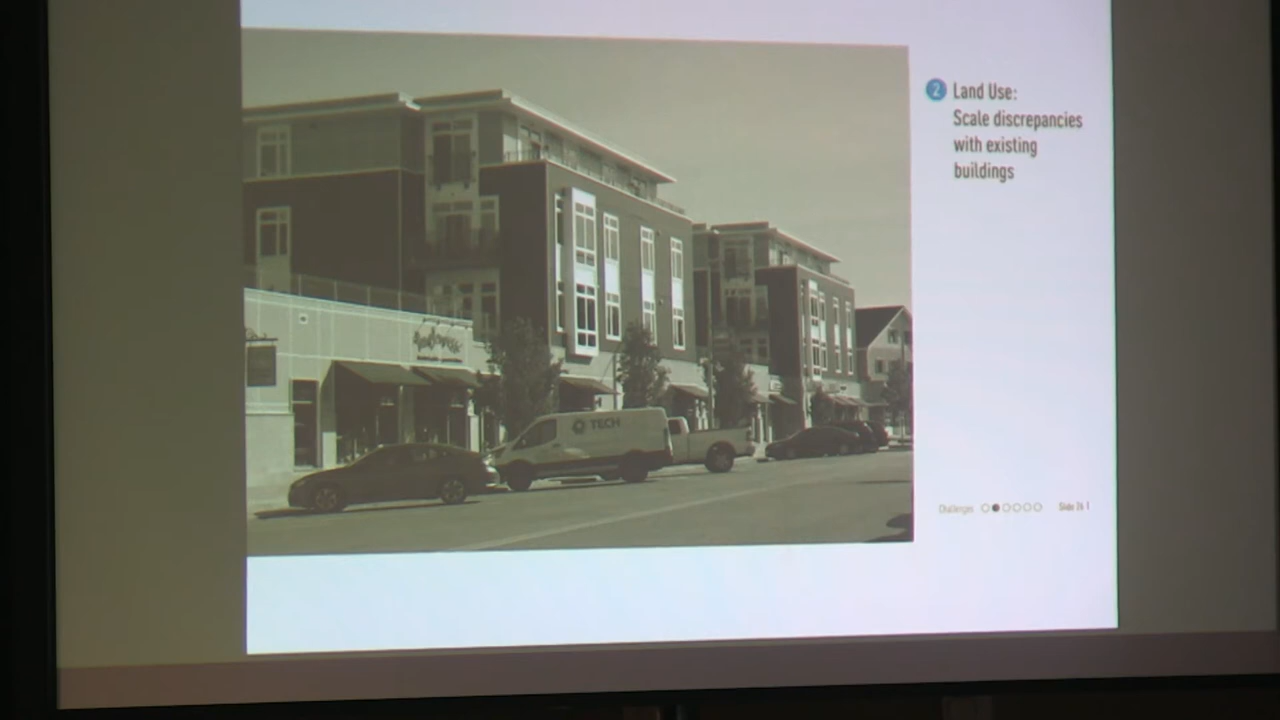 2 Land Use:
Scale discrepancies
with existing
buildings
TECH
Challenges